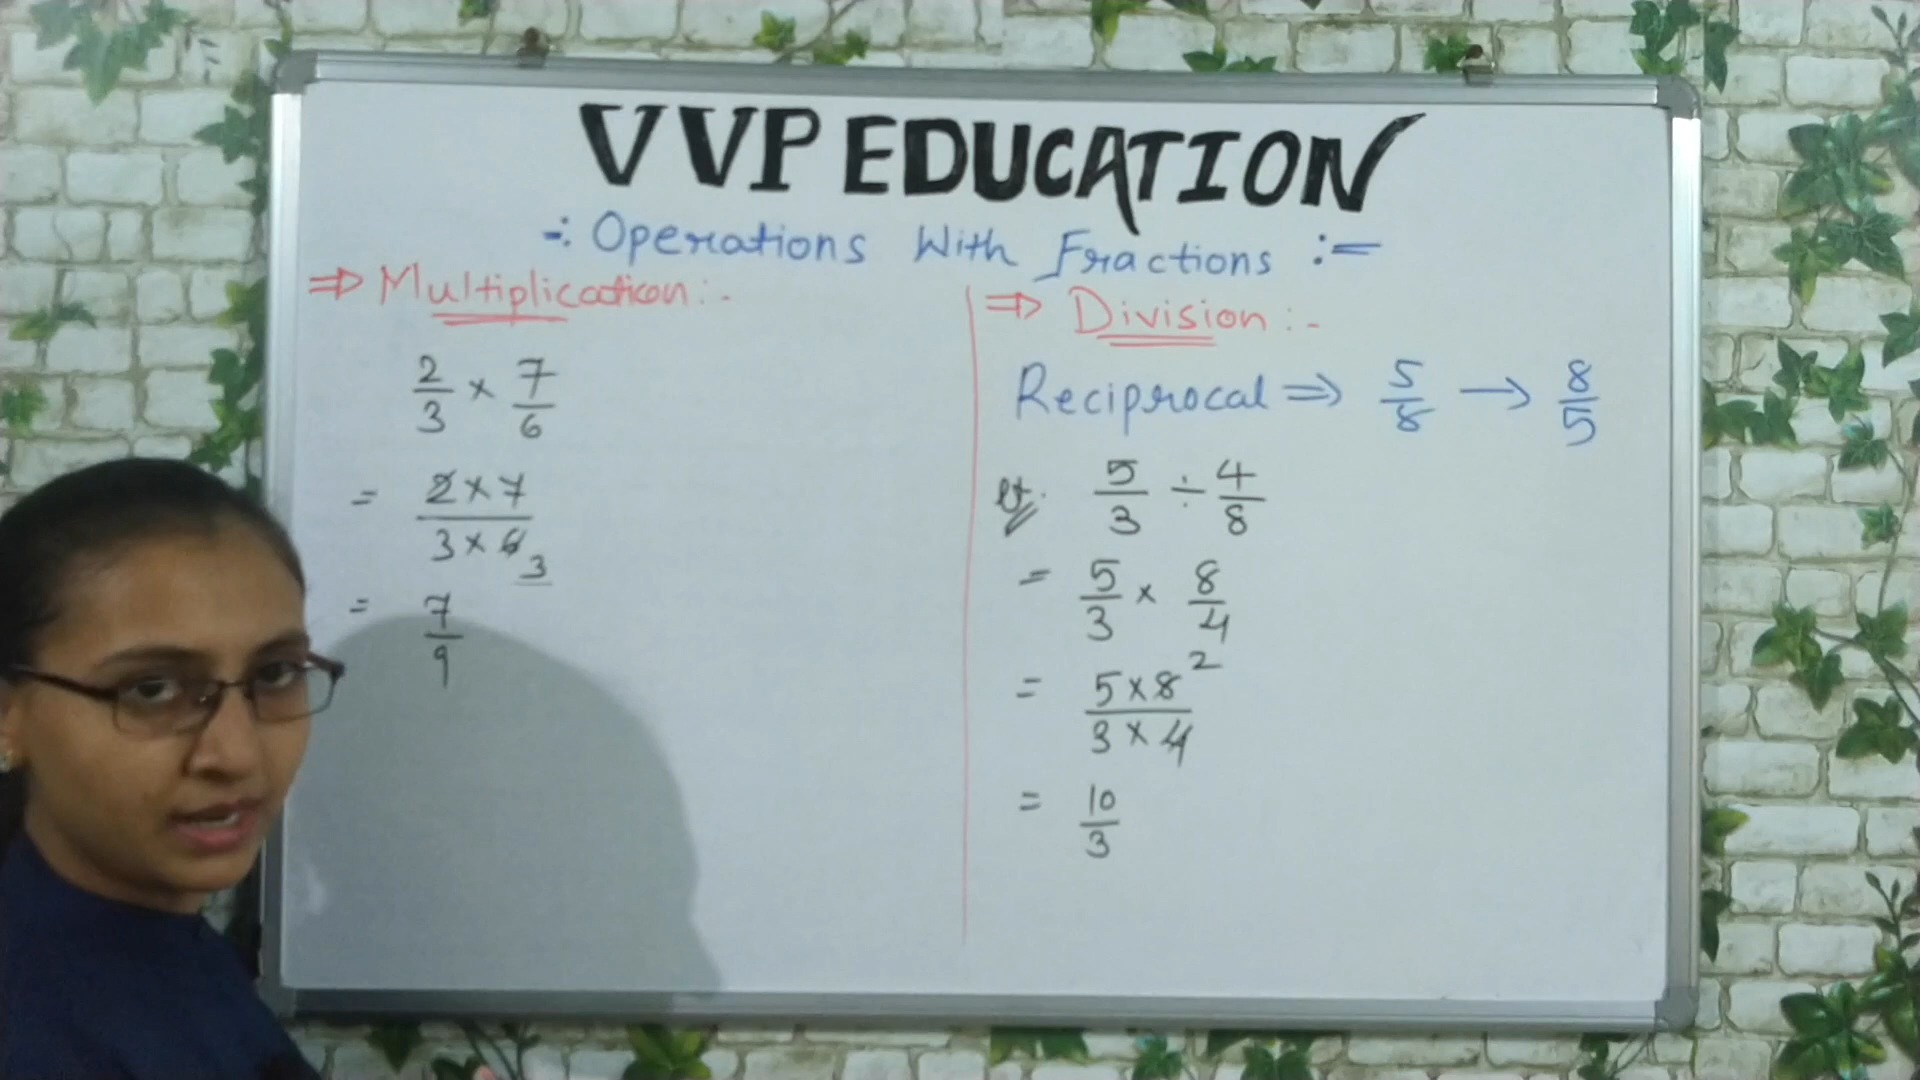 VVP EDUCATION
-: Operations With Fractions :-
⇒ Multiplication :-
2/3 × 7/6
= 2 × 7 / 3 × 6 3
= 7/9
⇒ Division :-
Reciprocal ⇒ 5/8 → 8/5
5/3 ÷ 4/8
= 5/3 × 8/4
= 5 × 8 2 / 3 × 4
= 10/3